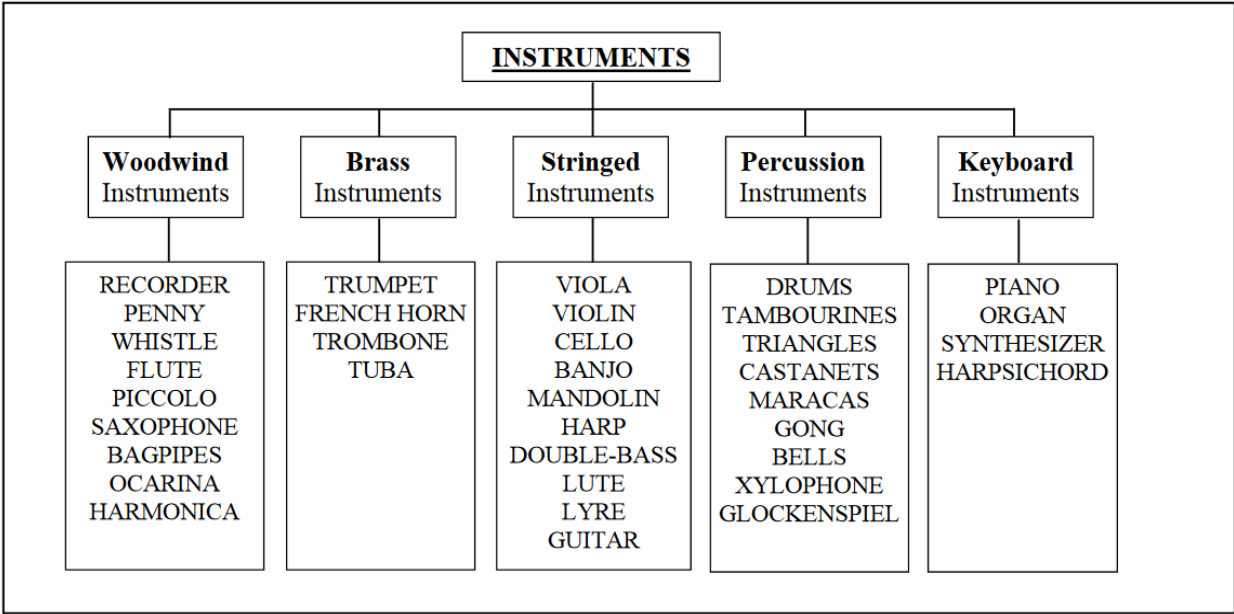 INSTRUMENTS
Woodwind
Instruments
RECORDER
PENNY
WHISTLE
FLUTE
PICCOLO
SAXOPHONE
BAGPIPES
OCARINA
HARMONICA
Brass
Instruments
TRUMPET
FRENCH HORN
TROMBONE
TUBA
Stringed
Instruments
VIOLA
VIOLIN
CELLO
BANJO
MANDOLIN
HARP
DOUBLE-BASS
LUTE
LYRE
GUITAR
Percussion
Instruments
DRUMS
TAMBOURINES
TRIANGLES
CASTANETS
MARACAS
GONG
BELLS
XYLOPHONE
GLOCKENSPIEL
Keyboard
Instruments
PIANO
ORGAN
SYNTHESIZER
HARPSICHORD